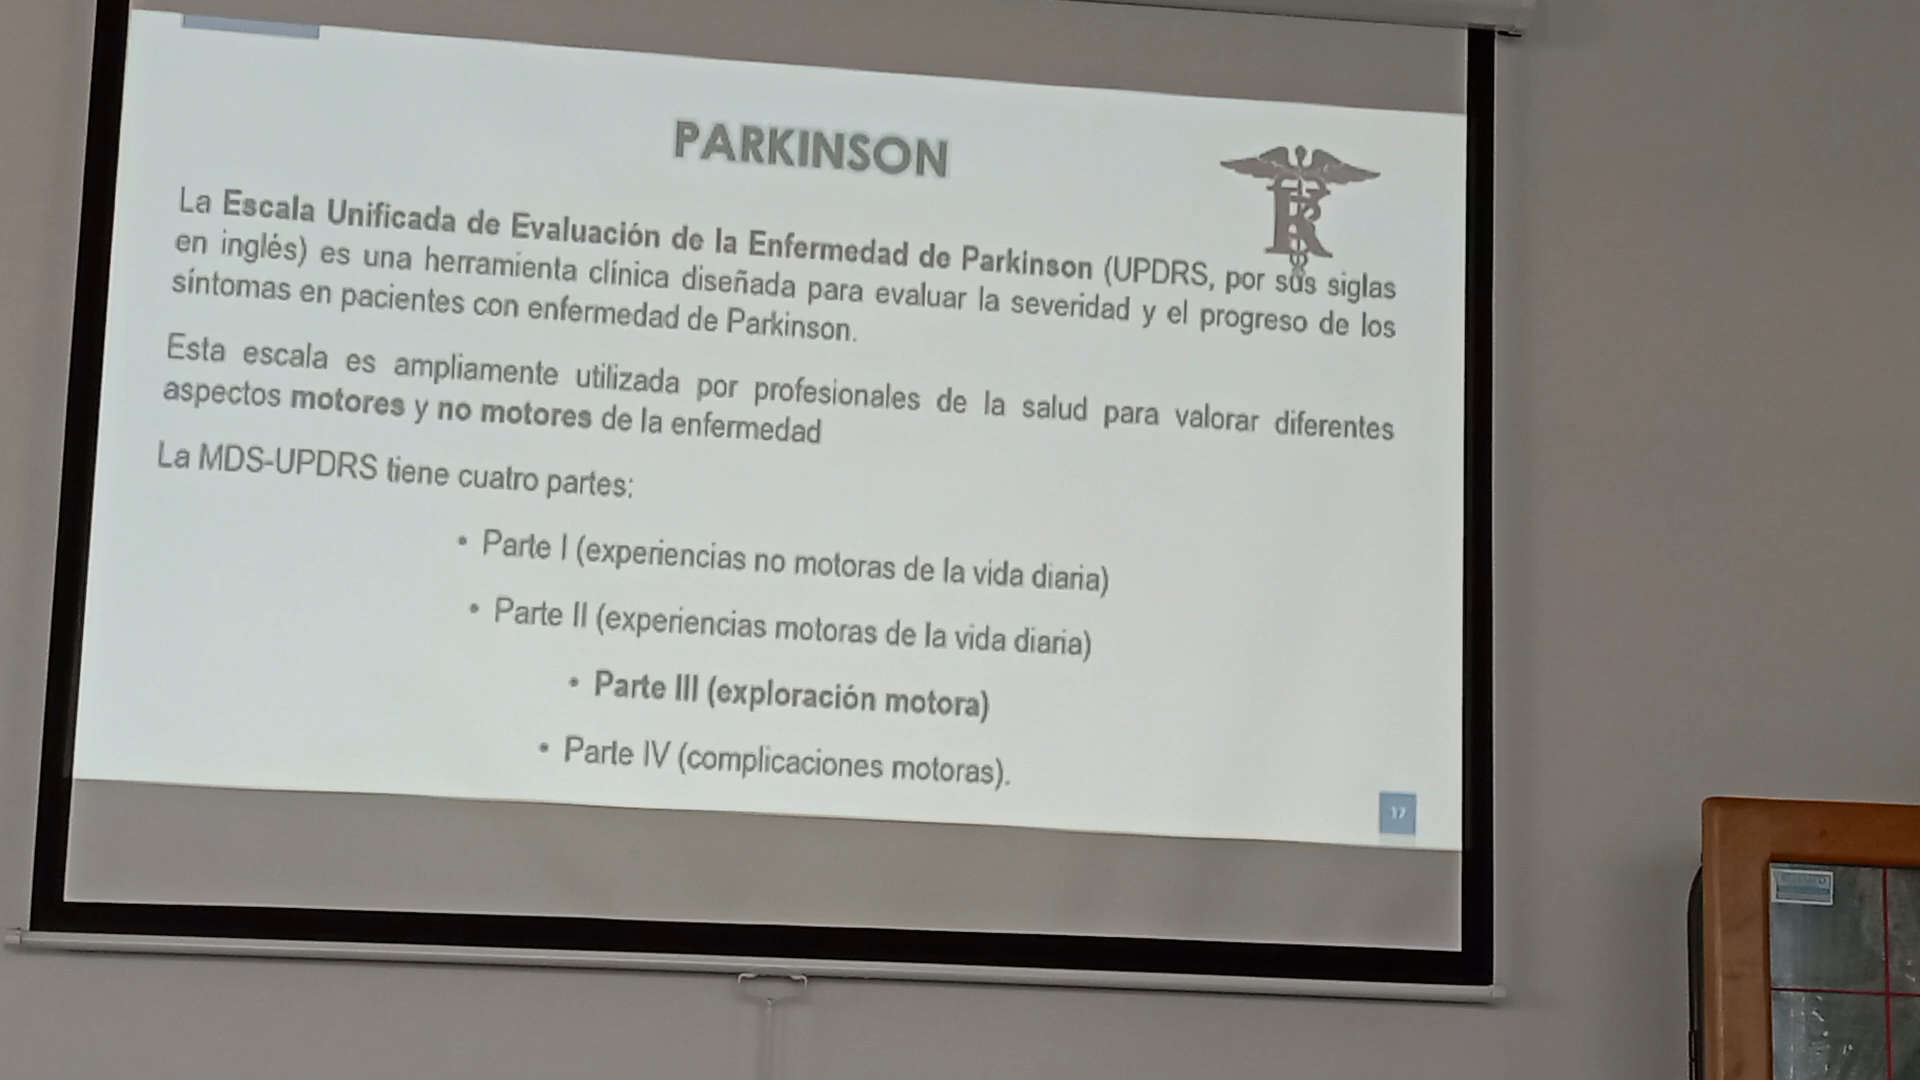 PARKINSON
La Escala Unificada de Evaluación de la Enfermedad de Parkinson (UPDRS, por sus siglas
en inglés) es una herramienta clínica diseñada para evaluar la severidad y el progreso de los
síntomas en pacientes con enfermedad de Parkinson.
Esta escala es ampliamente utilizada por profesionales de la salud para valorar diferentes
aspectos motores y no motores de la enfermedad
La MDS-UPDRS tiene cuatro partes:
• Parte I (experiencias no motoras de la vida diaria)
• Parte II (experiencias motoras de la vida diaria)
• Parte III (exploración motora)
• Parte IV (complicaciones motoras).
17